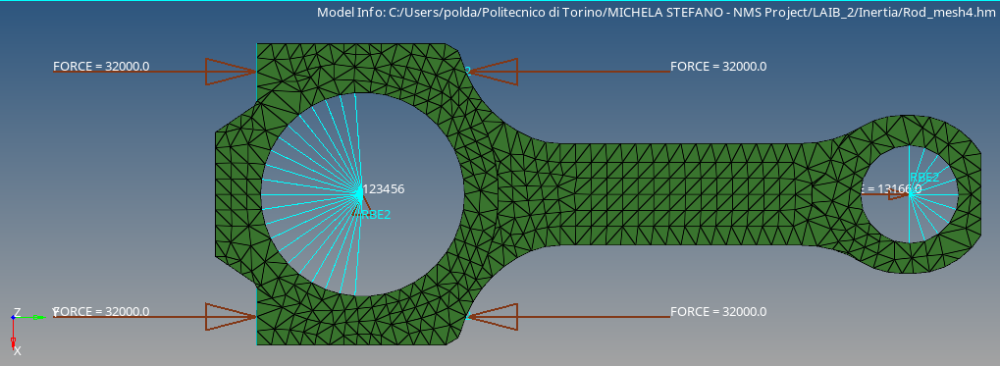 Model Info: C:/Users/polda/Politecnico di Torino/MICHELA STEFANO - NMS Project/LAIB_2/Inertia/Rod_mesh4.hm
FORCE = 32000.0
2
FORCE = 32000.0
RBE2
123456
= 13166.0
RBE2
Z
Y
FORCE = 32000.0
FORCE = 32000.0
X